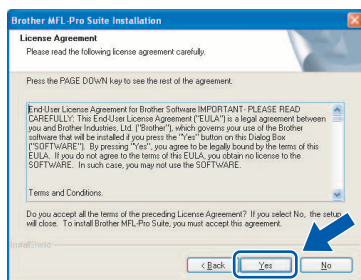 Brother MFL-Pro Suite Installation
License Agreement
Please read the following license agreement carefully.
Press the PAGE DOWN key to see the rest of the agreement.
End-User License Agreement for Brother Software IMPORTANT- PLEASE READ
CAREFULLY: This End-User License Agreement ("EULA") is a legal agreement between
you and Brother Industries, Ltd. ("Brother"), which governs your use of the Brother
software that will be installed if you press the "Yes" button on this Dialog Box
("SOFTWARE"). By pressing "Yes", you agree to be legally bound by the terms of this
EULA. If you do not agree to the terms of this EULA, you obtain no license to the
SOFTWARE. In such case, you may not use the SOFTWARE.
Terms and Conditions.
Do you accept all the terms of the preceding License Agreement? If you select No, the setup
will close. To install Brother MFL-Pro Suite, you must accept this agreement.
InstallShield
< Back
Yes
No